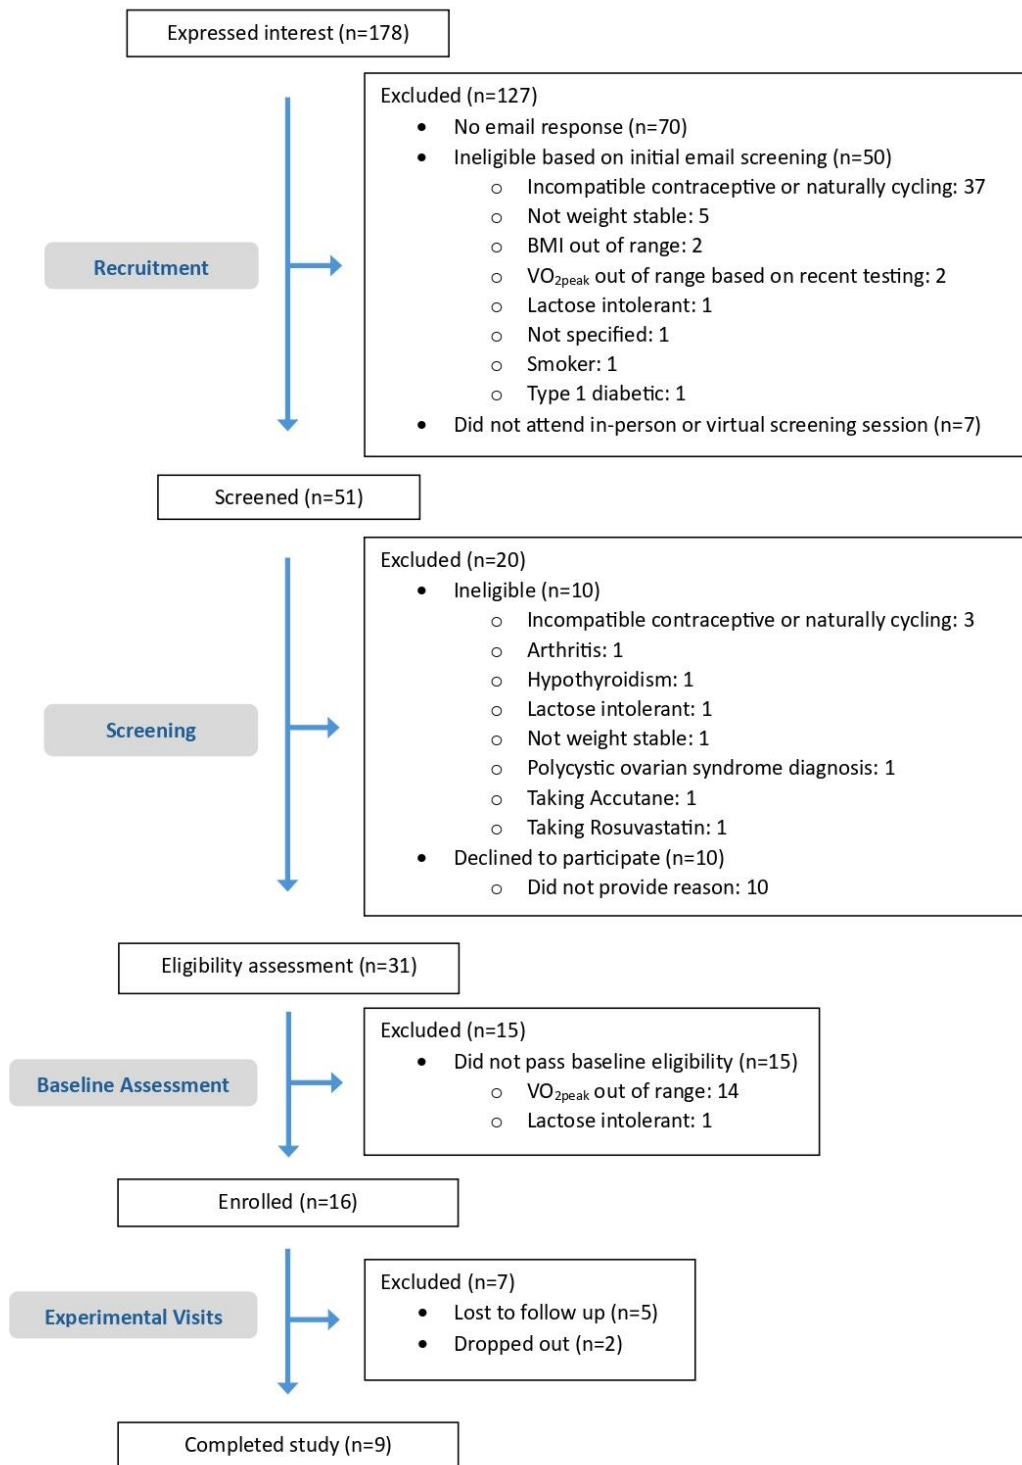 Expressed interest (n=178)
Excluded (n=127)
• No email response (n=70)
• Ineligible based on initial email screening (n=50)
o Incompatible contraceptive or naturally cycling: 37
o Not weight stable: 5
o BMI out of range: 2
o VO₂peak out of range based on recent testing: 2
o Lactose intolerant: 1
o Not specified: 1
o Smoker: 1
o Type 1 diabetic: 1
• Did not attend in-person or virtual screening session (n=7)
Recruitment
Screened (n=51)
Excluded (n=20)
• Ineligible (n=10)
o Incompatible contraceptive or naturally cycling: 3
o Arthritis: 1
o Hypothyroidism: 1
o Lactose intolerant: 1
o Not weight stable: 1
o Polycystic ovarian syndrome diagnosis: 1
o Taking Accutane: 1
o Taking Rosuvastatin: 1
• Declined to participate (n=10)
o Did not provide reason: 10
Screening
Eligibility assessment (n=31)
Excluded (n=15)
• Did not pass baseline eligibility (n=15)
o VO₂peak out of range: 14
o Lactose intolerant: 1
Baseline Assessment
Enrolled (n=16)
Excluded (n=7)
• Lost to follow up (n=5)
• Dropped out (n=2)
Experimental Visits
Completed study (n=9)